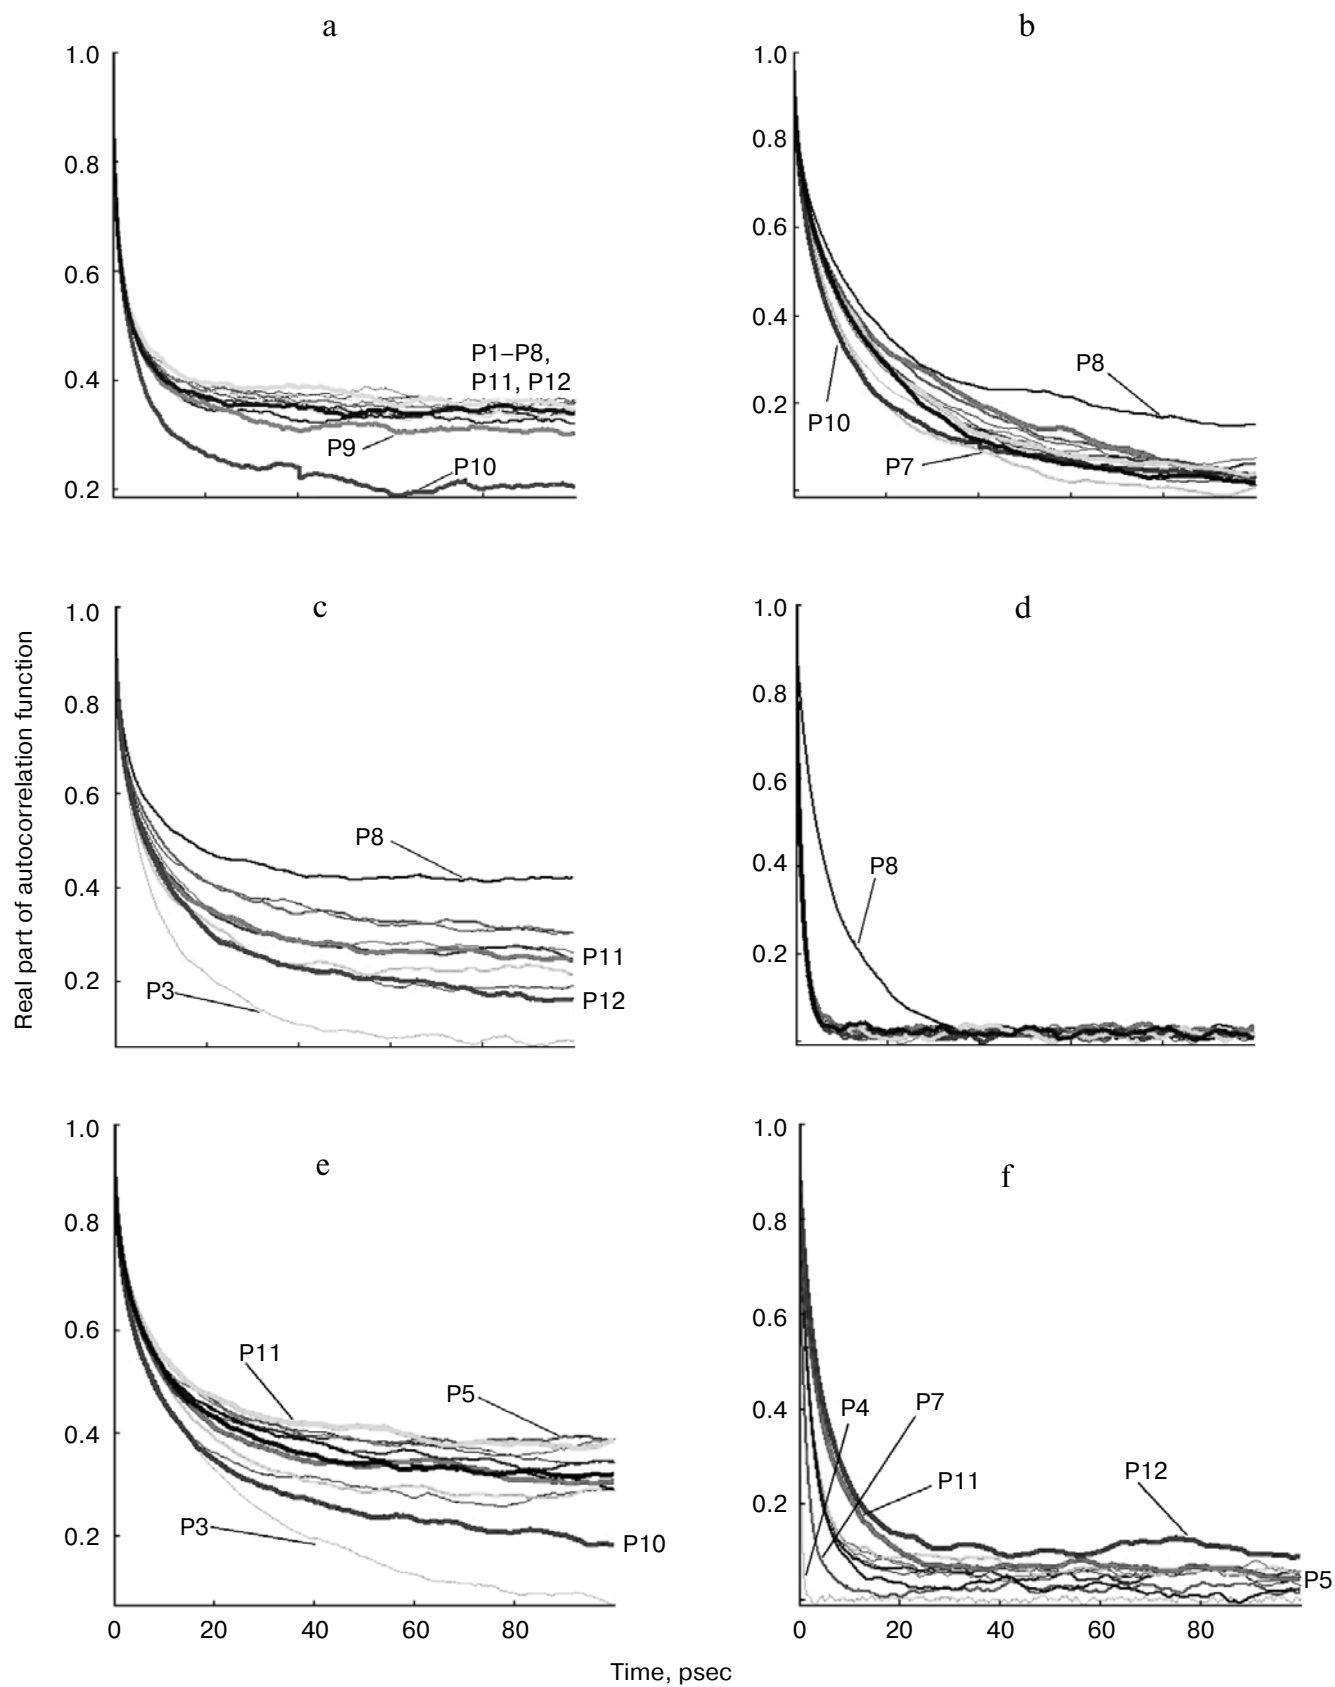 a
1.0
0.8
0.6
0.4
0.2
P1–P8,
P11, P12
P9
P10
b
1.0
0.8
0.6
0.4
0.2
P8
P10
P7
Real part of autocorrelation function
c
1.0
0.8
0.6
0.4
0.2
P8
P11
P12
P3
d
1.0
0.8
0.6
0.4
0.2
P8
e
1.0
0.8
0.6
0.4
0.2
P11
P5
P3
P10
0 20 40 60 80
f
1.0
0.8
0.6
0.4
0.2
P4
P7
P11
P12
P5
0 20 40 60 80
Time, psec